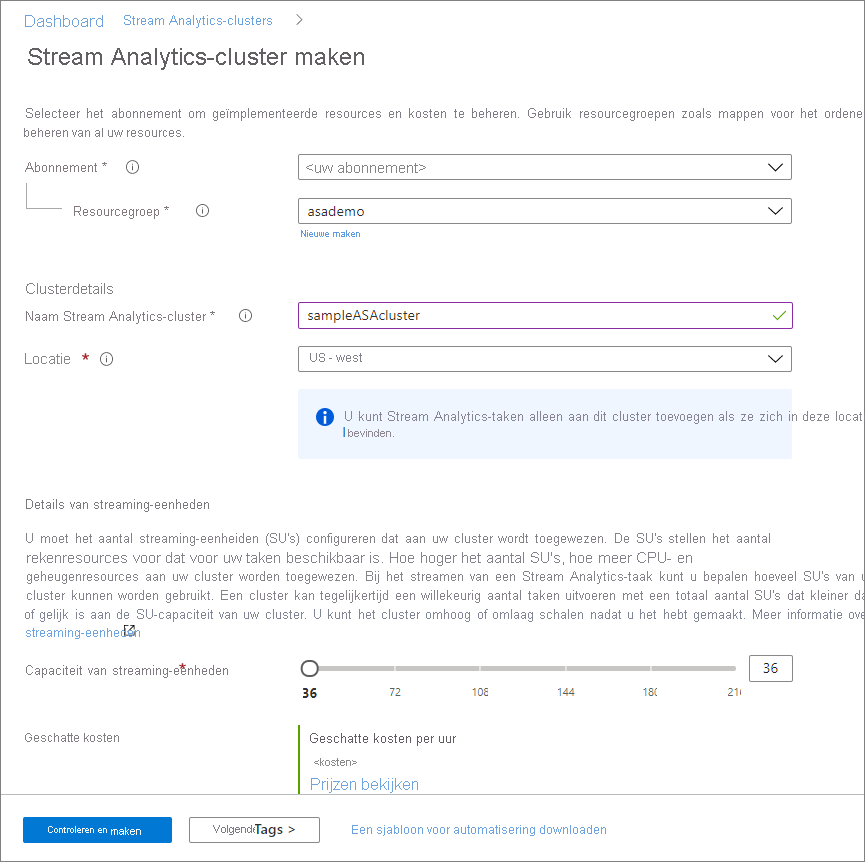 Dashboard Stream Analytics-clusters >
Stream Analytics-cluster maken
Selecteer het abonnement om geïmplementeerde resources en kosten te beheren. Gebruik resourcegroepen zoals mappen voor het ordene
beheren van al uw resources.
Abonnement *
<uw abonnement>
Resourcegroep *
asademo
Nieuwe maken
Clusterdetails
Naam Stream Analytics-cluster *
sampleASAcluster
Locatie *
US - west
U kunt Stream Analytics-taken alleen aan dit cluster toevoegen als ze zich in deze locat
bevinden.
Details van streaming-eenheden
U moet het aantal streaming-eenheiden (SU's) configureren dat aan uw cluster wordt toegewezen. De SU's stellen het aantal
rekenresources voor dat voor uw taken beschikbaar is. Hoe hoger het aantal SU's, hoe meer CPU- en
geheugenresources aan uw cluster worden toegewezen. Bij het streamen van een Stream Analytics-taak kunt u bepalen hoeveel SU's van u
cluster kunnen worden gebruikt. Een cluster kan tegelijkertijd een willekeurig aantal taken uitvoeren met een totaal aantal SU's dat kleiner da
of gelijk is aan de SU-capaciteit van uw cluster. U kunt het cluster omhoog of omlaag schalen nadat u het hebt gemaakt. Meer informatie ove
streaming-eenheden
Capaciteit van streaming-eenheden *
36
36 72 108 144 180 216
Geschatte kosten
Geschatte kosten per uur
<kosten>
Prijzen bekijken
Controleren en maken
Volgende Tags >
Een sjabloon voor automatisering downloaden